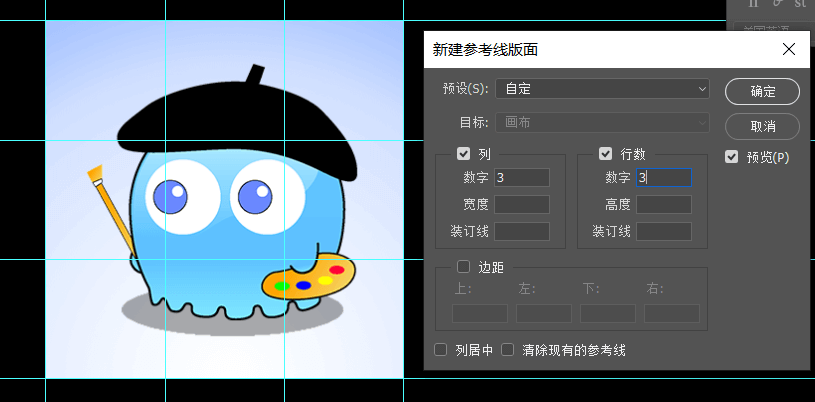 fi st
新建参考线版面
预设(S): 自定
确定
目标: 画布
取消
列 行数
预览(P)
数字 3 数字 3
宽度 高度
装订线 装订线
边距
上: 左: 下: 右:
列居中 清除现有的参考线